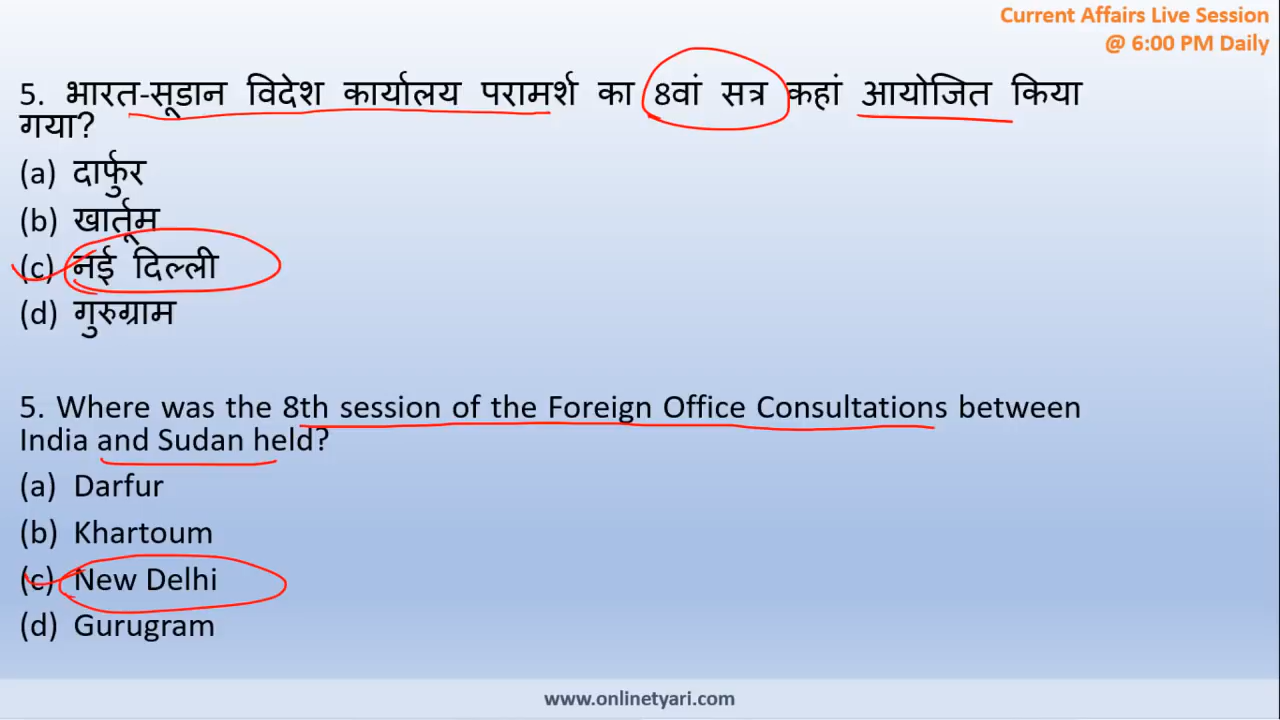 Current Affairs Live Session
@ 6:00 PM Daily
5. भारत-सूडान विदेश कार्यालय परामर्श का 8वां सत्र कहां आयोजित किया
गया?
(a) दार्फुर
(b) खार्तूम
(c) नई दिल्ली
(d) गुरुग्राम
5. Where was the 8th session of the Foreign Office Consultations between
India and Sudan held?
(a) Darfur
(b) Khartoum
(c) New Delhi
(d) Gurugram
www.onlinetyari.com